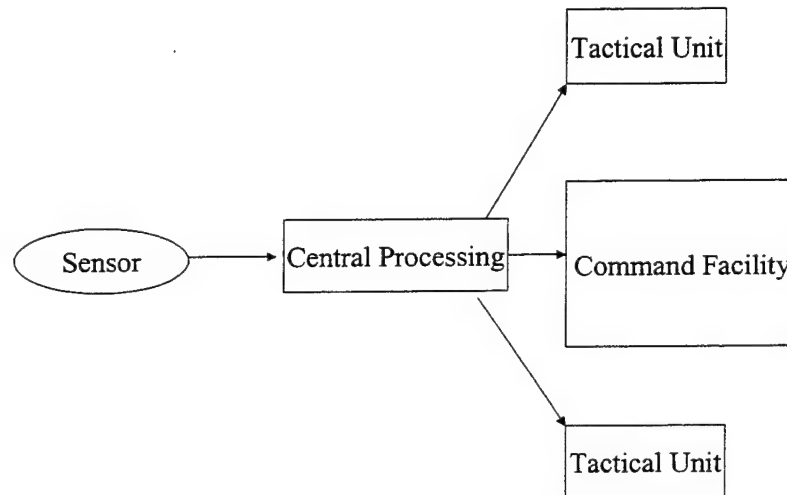 Tactical Unit
Sensor
Central Processing
Command Facility
Tactical Unit